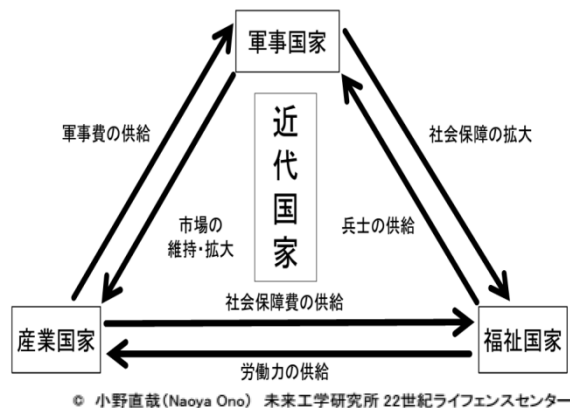 軍事国家
軍事費の供給
社会保障の拡大
近代国家
市場の
維持・拡大
兵士の供給
社会保障費の供給
産業国家
福祉国家
労働力の供給
© 小野直哉(Naoya Ono) 未来工学研究所 22世紀ライフェンスセンター